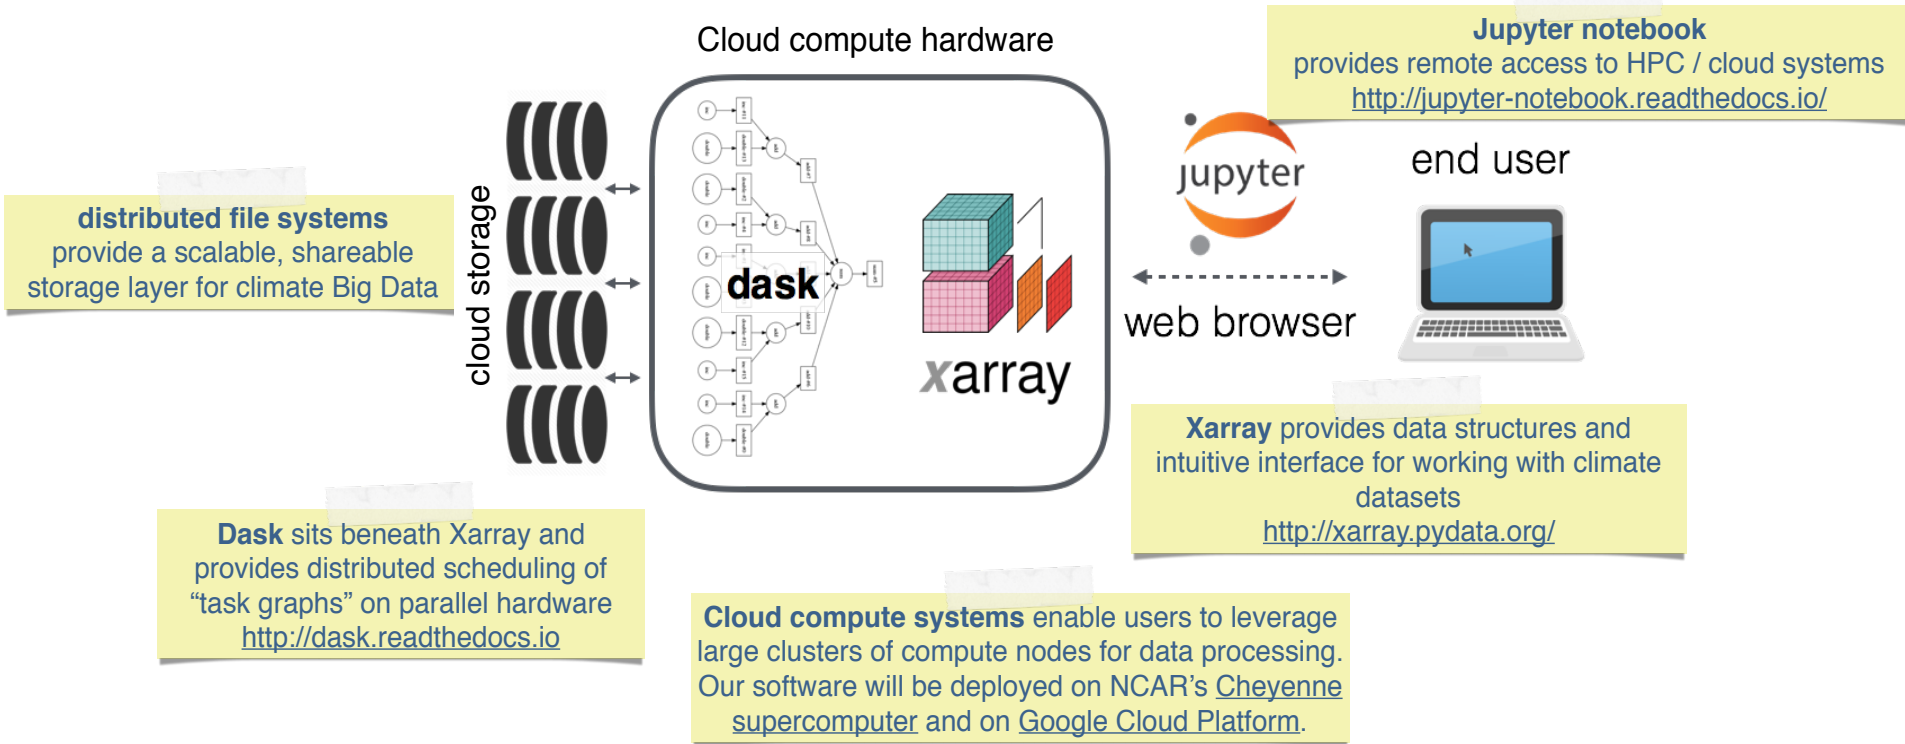 Cloud compute hardware
Jupyter notebook
provides remote access to HPC / cloud systems
http://jupyter-notebook.readthedocs.io/
jupyter
end user
web browser
distributed file systems
provide a scalable, shareable
storage layer for climate Big Data
cloud storage
dask
xarray
Xarray provides data structures and
intuitive interface for working with climate
datasets
http://xarray.pydata.org/
Dask sits beneath Xarray and
provides distributed scheduling of
“task graphs” on parallel hardware
http://dask.readthedocs.io
Cloud compute systems enable users to leverage
large clusters of compute nodes for data processing.
Our software will be deployed on NCAR’s Cheyenne
supercomputer and on Google Cloud Platform.